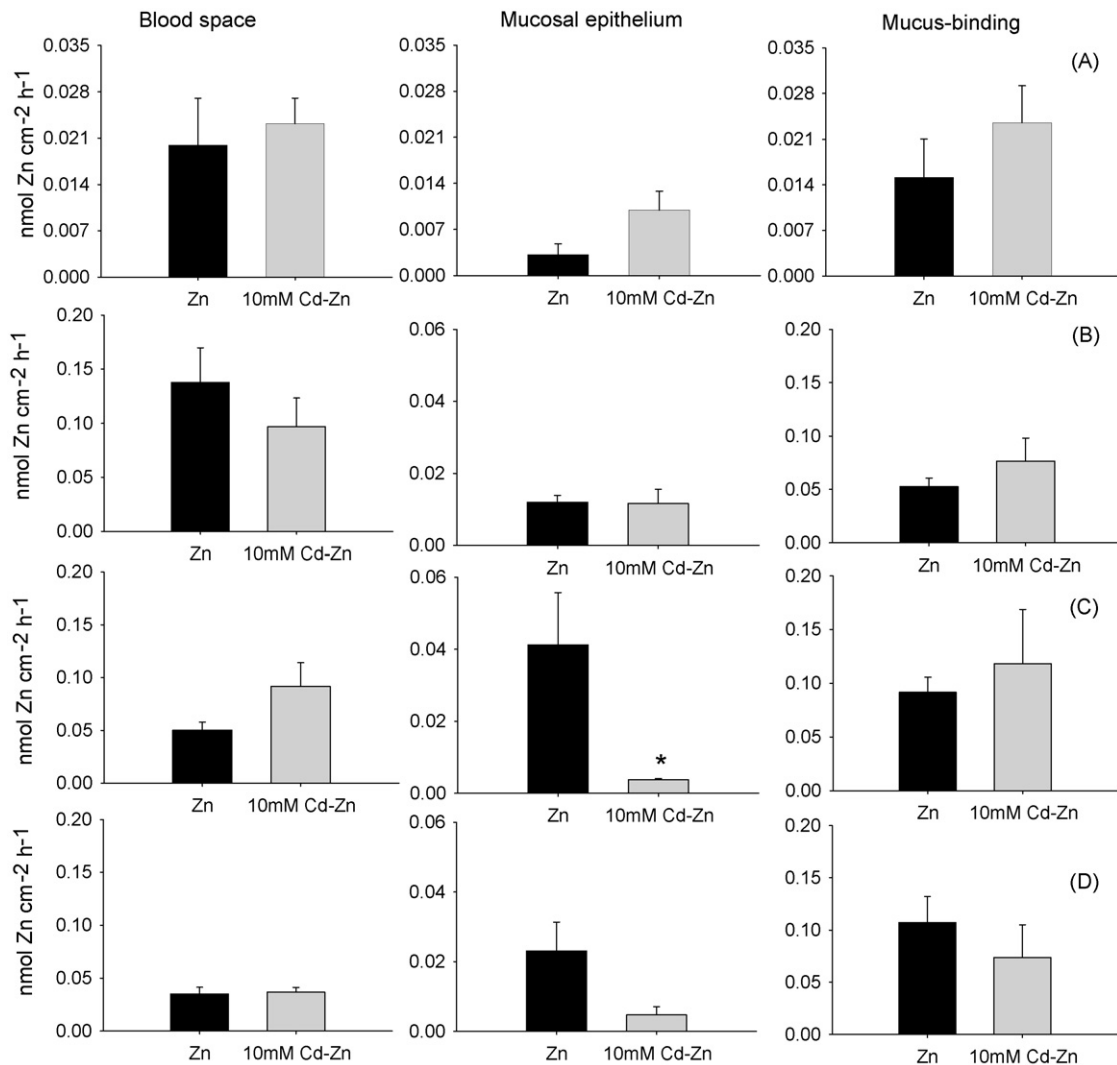 Blood space
Mucosal epithelium
Mucus-binding
(A)
nmol Zn cm-2 h-1
0.035
0.028
0.021
0.014
0.007
0.000
Zn
10mM Cd-Zn
0.035
0.028
0.021
0.014
0.007
0.000
Zn
10mM Cd-Zn
0.035
0.028
0.021
0.014
0.007
0.000
Zn
10mM Cd-Zn
(B)
nmol Zn cm-2 h-1
0.20
0.15
0.10
0.05
0.00
Zn
10mM Cd-Zn
0.06
0.04
0.02
0.00
Zn
10mM Cd-Zn
0.20
0.15
0.10
0.05
0.00
Zn
10mM Cd-Zn
(C)
nmol Zn cm-2 h-1
0.20
0.15
0.10
0.05
0.00
Zn
10mM Cd-Zn
0.06
0.04
0.02
0.00
*
Zn
10mM Cd-Zn
0.20
0.15
0.10
0.05
0.00
Zn
10mM Cd-Zn
(D)
nmol Zn cm-2 h-1
0.20
0.15
0.10
0.05
0.00
Zn
10mM Cd-Zn
0.06
0.04
0.02
0.00
Zn
10mM Cd-Zn
0.20
0.15
0.10
0.05
0.00
Zn
10mM Cd-Zn